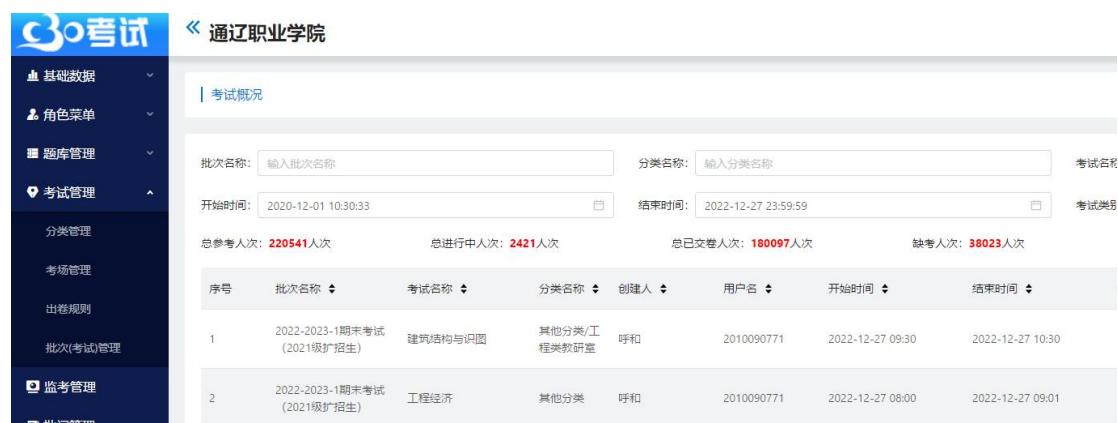 c30考试
« 通辽职业学院
基础数据
角色菜单
题库管理
考试管理
分类管理
考场管理
出卷规则
批次(考试)管理
监考管理
考试概况
批次名称: 输入批次名称 分类名称: 输入分类名称
开始时间: 2020-12-01 10:30:33 结束时间: 2022-12-27 23:59:59
总参考人次: 220541人次 总进行中人次: 2421人次 总已交卷人次: 180097人次 缺考人次: 38023人次
序号 批次名称 考试名称 分类名称 创建人 用户名 开始时间 结束时间
1 2022-2023-1期末考试(2021级扩招生) 建筑结构与识图 其他分类/工程类教研室 呼和 2010090771 2022-12-27 09:30 2022-12-27 10:30
2 2022-2023-1期末考试(2021级扩招生) 工程经济 其他分类 呼和 2010090771 2022-12-27 08:00 2022-12-27 09:01